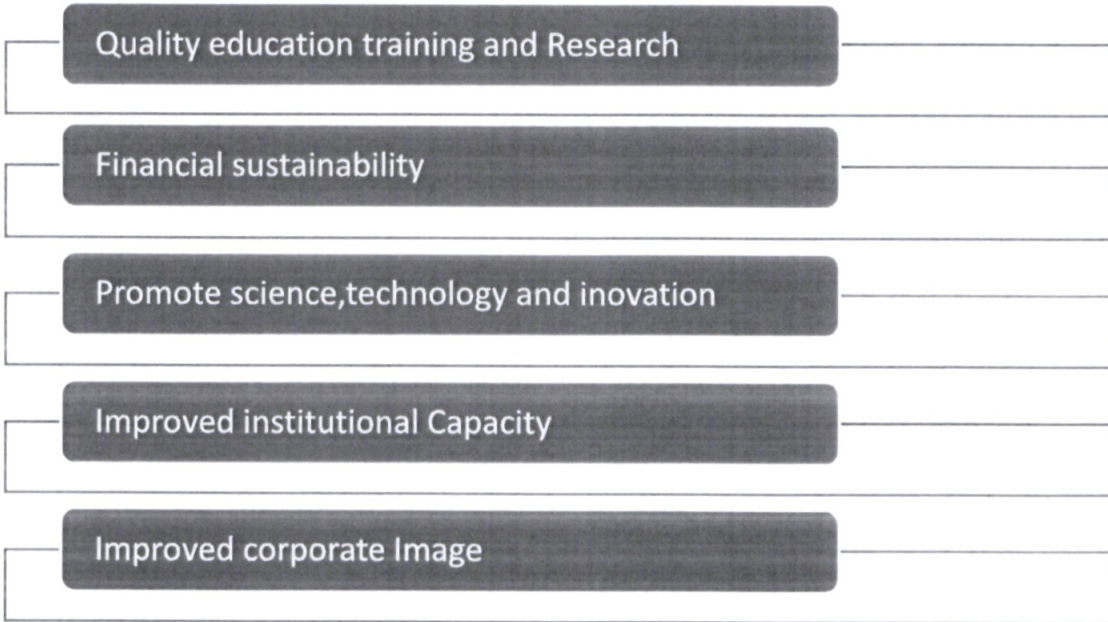 Quality education training and Research
Financial sustainability
Promote science,technology and inovation
Improved institutional Capacity
Improved corporate Image